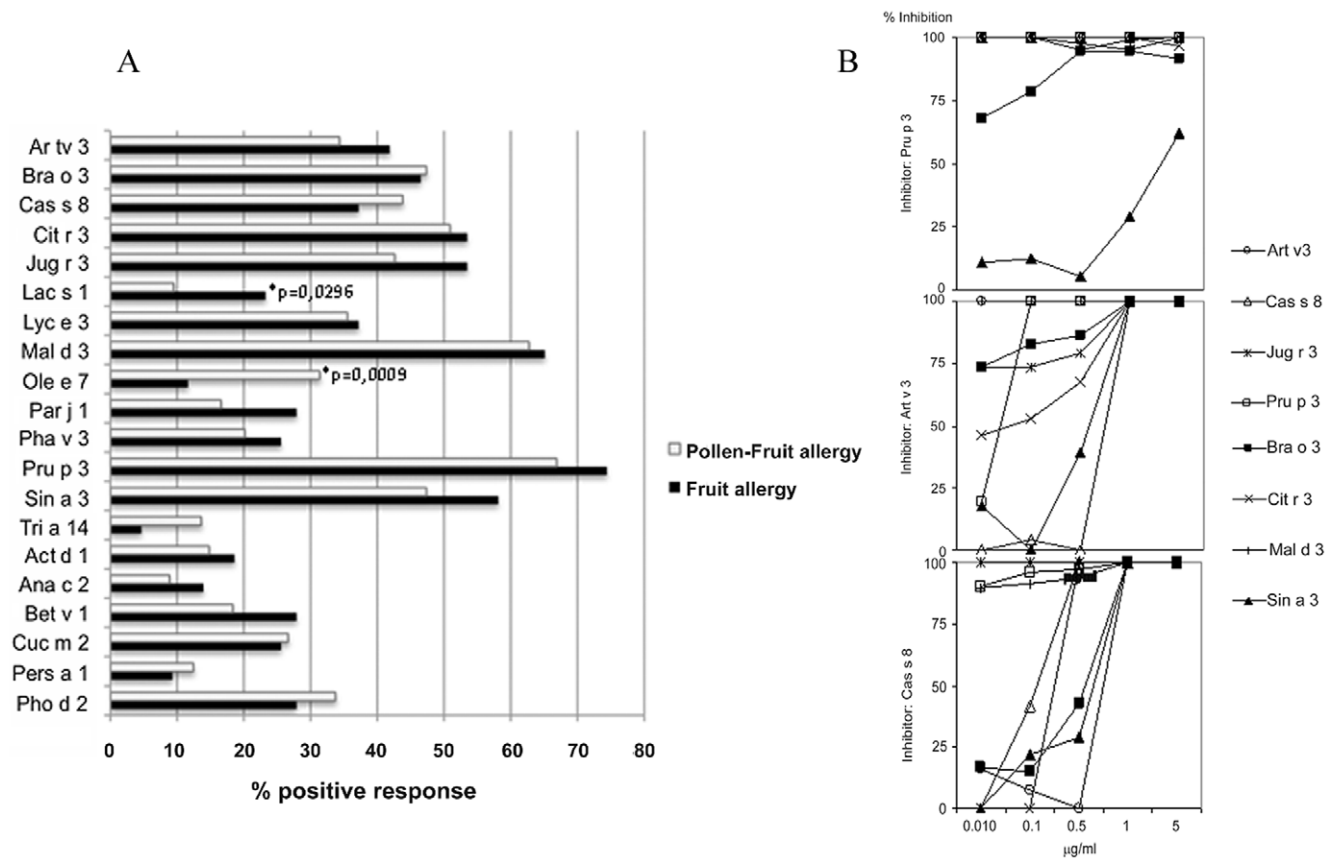 A
Ar tv 3
Bra o 3
Cas s 8
Cit r 3
Jug r 3
Lac s 1
♦p=0,0296
Lyc e 3
Mal d 3
Ole e 7
♦p=0,0009
Par j 1
Pha v 3
Pru p 3
Sin a 3
Tri a 14
Act d 1
Ana c 2
Bet v 1
Cuc m 2
Pers a 1
Pho d 2
0 10 20 30 40 50 60 70 80
% positive response
Pollen-Fruit allergy
Fruit allergy
B
% Inhibition
100
75
50
25
0
Inhibitor: Pru p 3
100
75
50
25
0
Inhibitor: Art v 3
100
75
50
25
0
Inhibitor: Cas s 8
0.010 0.1 0.5 1 5
µg/ml
Art v3
Cas s 8
Jug r 3
Pru p 3
Bra o 3
Cit r 3
Mal d 3
Sin a 3